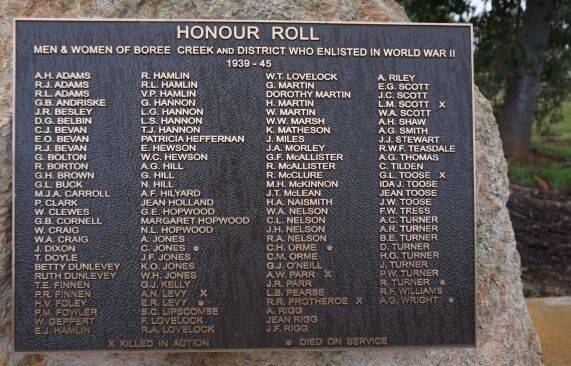 HONOUR ROLL
MEN & WOMEN OF BOREE CREEK AND DISTRICT WHO ENLISTED IN WORLD WAR II
1939 - 45
A.H. ADAMS
R.J. ADAMS
R.L. ADAMS
G.B. ANDRISKE
J.R. BESLEY
D.G. BELBIN
C.J. BEVAN
E.O. BEVAN
R.J. BEVAN
G. BOLTON
R. BORTON
G.H. BROWN
G.L. BUCK
M.J.A. CARROLL
P. CLARK
W. CLEWES
G.B. CORNELL
W. CRAIG
W.A. CRAIG
J. DIXON
T. DOYLE
BETTY DUNLEVEY
RUTH DUNLEVEY
T.E. FINNEN
P.R. FINNEN
H.V. FOLEY
P.M. FOWLER
W. GEPPERT
E.J. HAMLIN
R. HAMLIN
R.L. HAMLIN
V.P. HAMLIN
G. HANNON
L.G. HANNON
L.S. HANNON
T.J. HANNON
PATRICIA HEFFERNAN
E. HEWSON
W.C. HEWSON
A.G. HILL
G. HILL
N. HILL
A.F. HILYARD
JEAN HOLLAND
G.E. HOPWOOD
MARGARET HOPWOOD
N.L. HOPWOOD
A. JONES
C. JONES ●
J.F. JONES
K.O. JONES
W.H. JONES
G.J. KELLY
A.N. LEVY X
E.R. LEVY ●
S.C. LIPSCOMBE
F. LOVELOCK
R.A. LOVELOCK
W.T. LOVELOCK
G. MARTIN
DOROTHY MARTIN
H. MARTIN
W. MARTIN
W.W. MARSH
K. MATHESON
J. MILES
J.A. MORLEY
G.F. McALLISTER
R. McALLISTER
R. McCLURE
M.H. McKINNON
J.T. McLEAN
H.A. NAISMITH
W.A. NELSON
C.L. NELSON
J.H. NELSON
R.A. NELSON
C.H. ORME ●
C.M. ORME
G.J. O'NEILL
A.W. PARR X
J.R. PARR
L.B. PEARSE
R.R. PROTHEROE X
A. RIGG
JEAN RIGG
J.F. RIGG
A. RILEY
E.G. SCOTT
J.C. SCOTT
L.M. SCOTT X
W.A. SCOTT
A.H. SHAW
A.G. SMITH
J.J. STEWART
R.W.F. TEASDALE
A.G. THOMAS
C. TILDEN
G.L. TOOSE X
IDA J. TOOSE
JEAN TOOSE
J.W. TOOSE
F.W. TRESS
A.C. TURNER
A.R. TURNER
B.E. TURNER
D. TURNER
H.G. TURNER
J. TURNER
P.W. TURNER
R. TURNER ●
R.F. WILLIAMS
A.G. WRIGHT ●
X KILLED IN ACTION ● DIED ON SERVICE